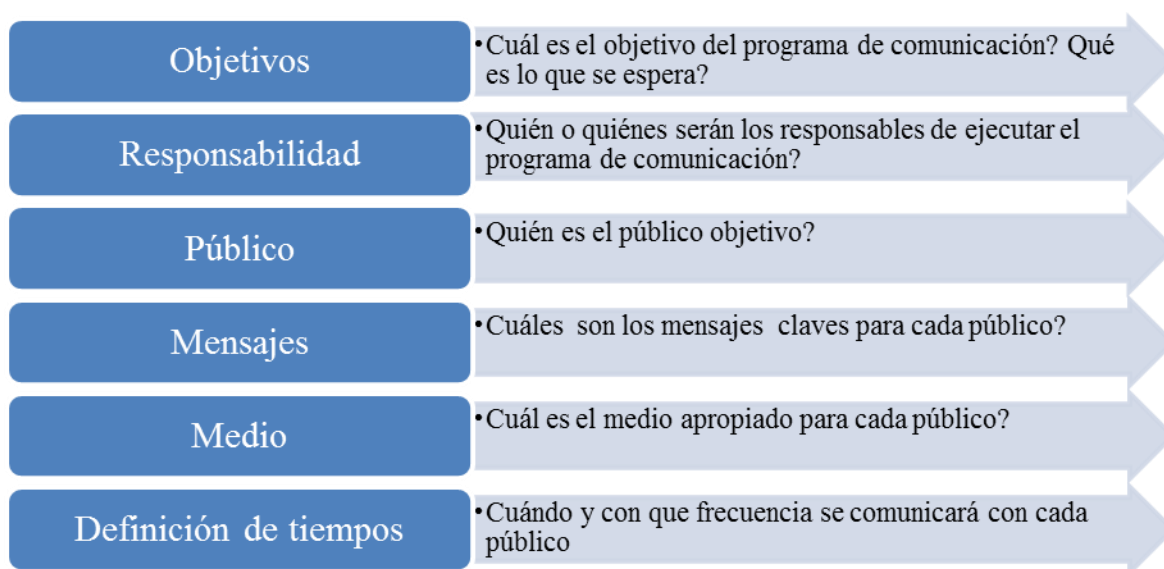 Objetivos
•Cuál es el objetivo del programa de comunicación? Qué
es lo que se espera?
Responsabilidad
•Quién o quiénes serán los responsables de ejecutar el
programa de comunicación?
Público
•Quién es el público objetivo?
Mensajes
•Cuáles son los mensajes claves para cada público?
Medio
•Cuál es el medio apropiado para cada público?
Definición de tiempos
•Cuándo y con que frecuencia se comunicará con cada
público